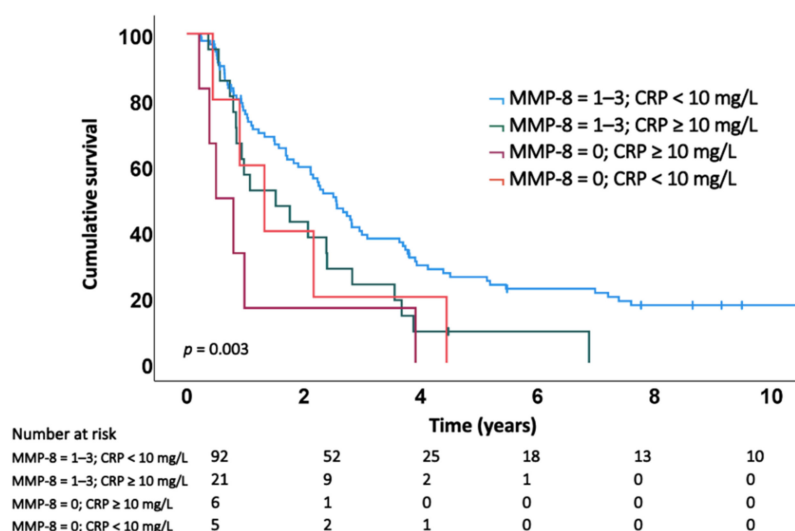 100
80
60
40
20
0
Cumulative survival
MMP-8 = 1–3; CRP < 10 mg/L
MMP-8 = 1–3; CRP ≥ 10 mg/L
MMP-8 = 0; CRP ≥ 10 mg/L
MMP-8 = 0; CRP < 10 mg/L
p = 0.003
0 2 4 6 8 10
Time (years)
Number at risk
MMP-8 = 1–3; CRP < 10 mg/L 92 52 25 18 13 10
MMP-8 = 1–3; CRP ≥ 10 mg/L 21 9 2 1 0 0
MMP-8 = 0; CRP ≥ 10 mg/L 6 1 0 0 0 0
MMP-8 = 0; CRP < 10 mg/L 5 2 1 0 0 0